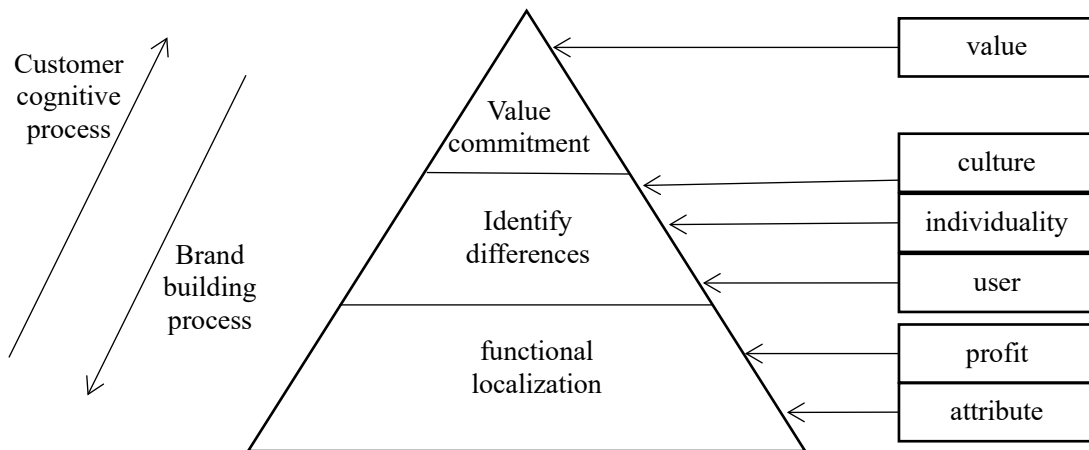 Customer
cognitive
process
Brand
building
process
Value
commitment
Identify
differences
functional
localization
value
culture
individuality
user
profit
attribute